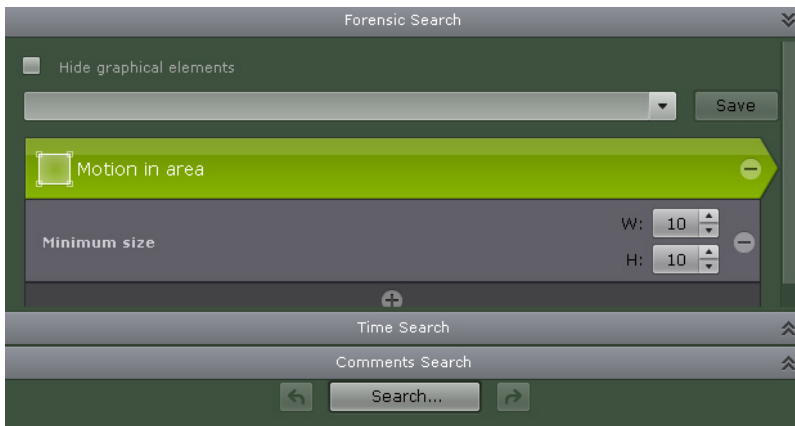 Forensic Search
Hide graphical elements
Save
Motion in area
Minimum size
W: 10
H: 10
Time Search
Comments Search
Search...